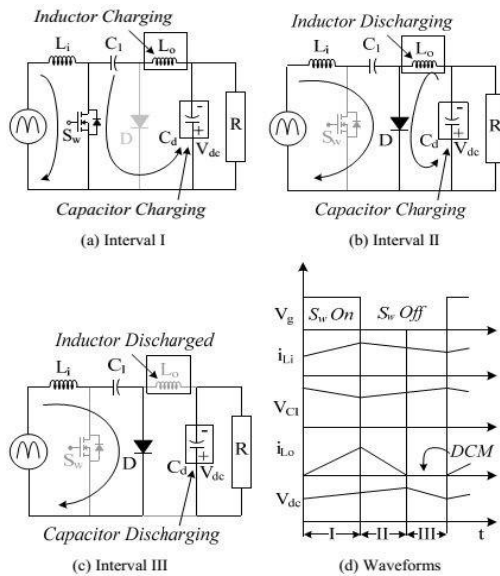 Inductor Charging
Li
C1
Lo
Sw
D
Cd
-
+
Vdc
R
Capacitor Charging
(a) Interval I
Inductor Discharging
Li
C1
Lo
Sw
D
Cd
-
+
Vdc
R
Capacitor Charging
(b) Interval II
Inductor Discharged
Li
C1
Lo
Sw
D
Cd
-
+
Vdc
R
Capacitor Discharging
(c) Interval III
Vg
Sw On
Sw Off
iLi
VC1
iLo
DCM
Vdc
I
II
III
t
(d) Waveforms